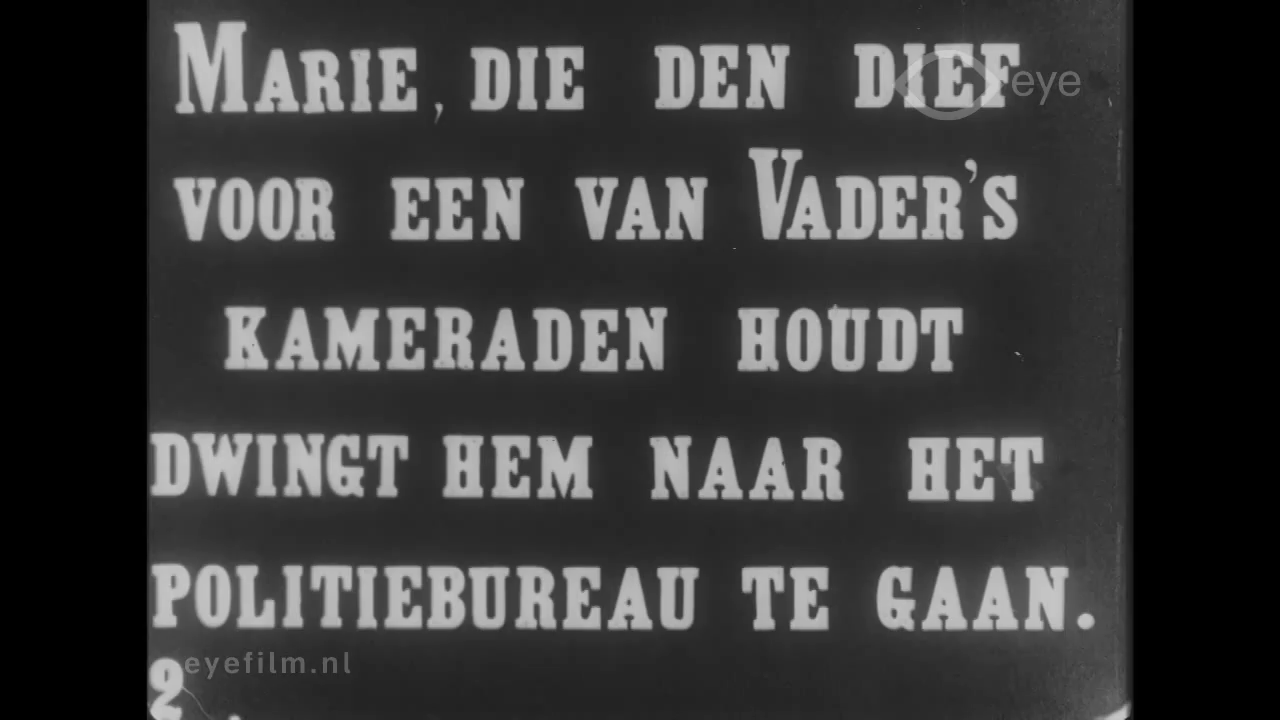 MARIE, DIE DEN DIEF
eye
VOOR EEN VAN VADER'S
KAMERADEN HOUDT
DWINGT HEM NAAR HET
POLITIEBUREAU TE GAAN.
2
eyefilm.nl